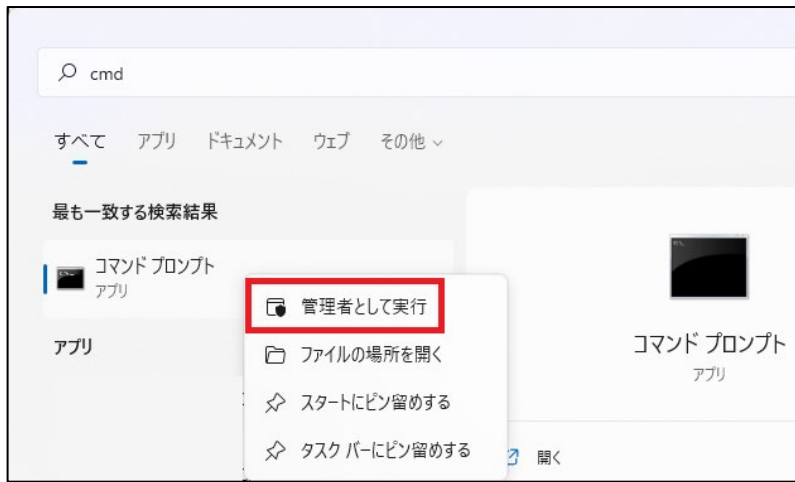 cmd
すべて アプリ ドキュメント ウェブ その他
最も一致する検索結果
コマンド プロンプト
アプリ
管理者として実行
ファイルの場所を開く
スタートにピン留めする
タスク バーにピン留めする
アプリ
コマンド プロンプト
アプリ
開く